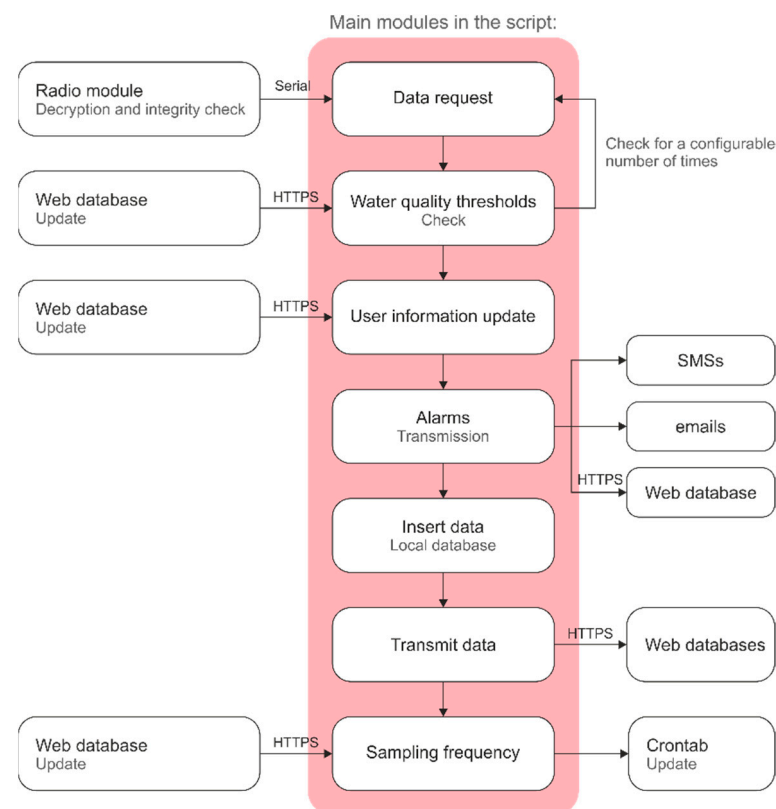 Main modules in the script:
Radio module
Decryption and integrity check
Serial
Data request
Check for a configurable
number of times
Web database
Update
HTTPS
Water quality thresholds
Check
Web database
Update
HTTPS
User information update
SMSs
Alarms
Transmission
emails
HTTPS
Web database
Insert data
Local database
Transmit data
HTTPS
Web databases
Web database
Update
HTTPS
Sampling frequency
Crontab
Update